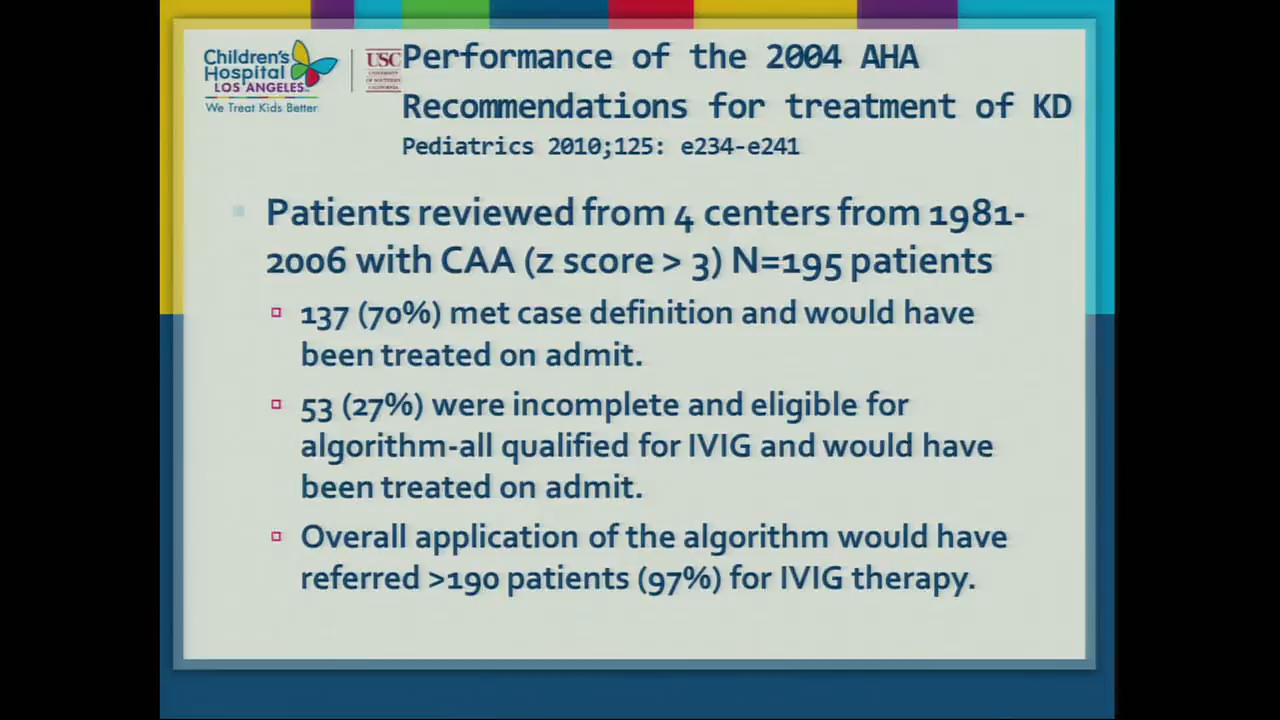 Children's
Hospital
LOS ANGELES
We Treat Kids Better
USC
UNIVERSITY
OF SOUTHERN
CALIFORNIA
Performance of the 2004 AHA
Recommendations for treatment of KD
Pediatrics 2010;125: e234-e241
Patients reviewed from 4 centers from 1981-
2006 with CAA (z score > 3) N=195 patients
137 (70%) met case definition and would have
been treated on admit.
53 (27%) were incomplete and eligible for
algorithm-all qualified for IVIG and would have
been treated on admit.
Overall application of the algorithm would have
referred >190 patients (97%) for IVIG therapy.